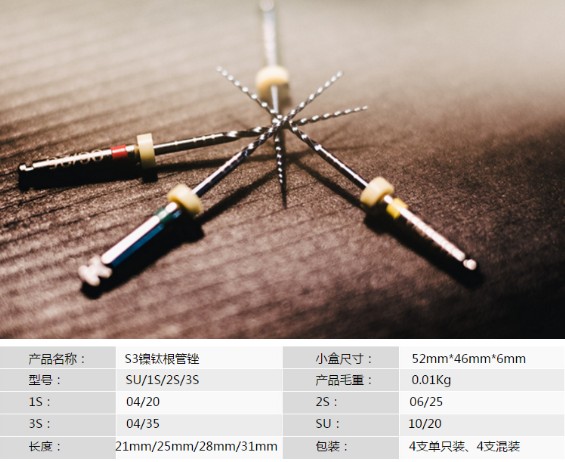 产品名称： S3镍钛根管锉 小盒尺寸： 52mm*46mm*6mm
型号： SU/1S/2S/3S 产品毛重： 0.01Kg
1S： 04/20 2S： 06/25
3S： 04/35 SU： 10/20
长度： 21mm/25mm/28mm/31mm 包装： 4支单只装、4支混装